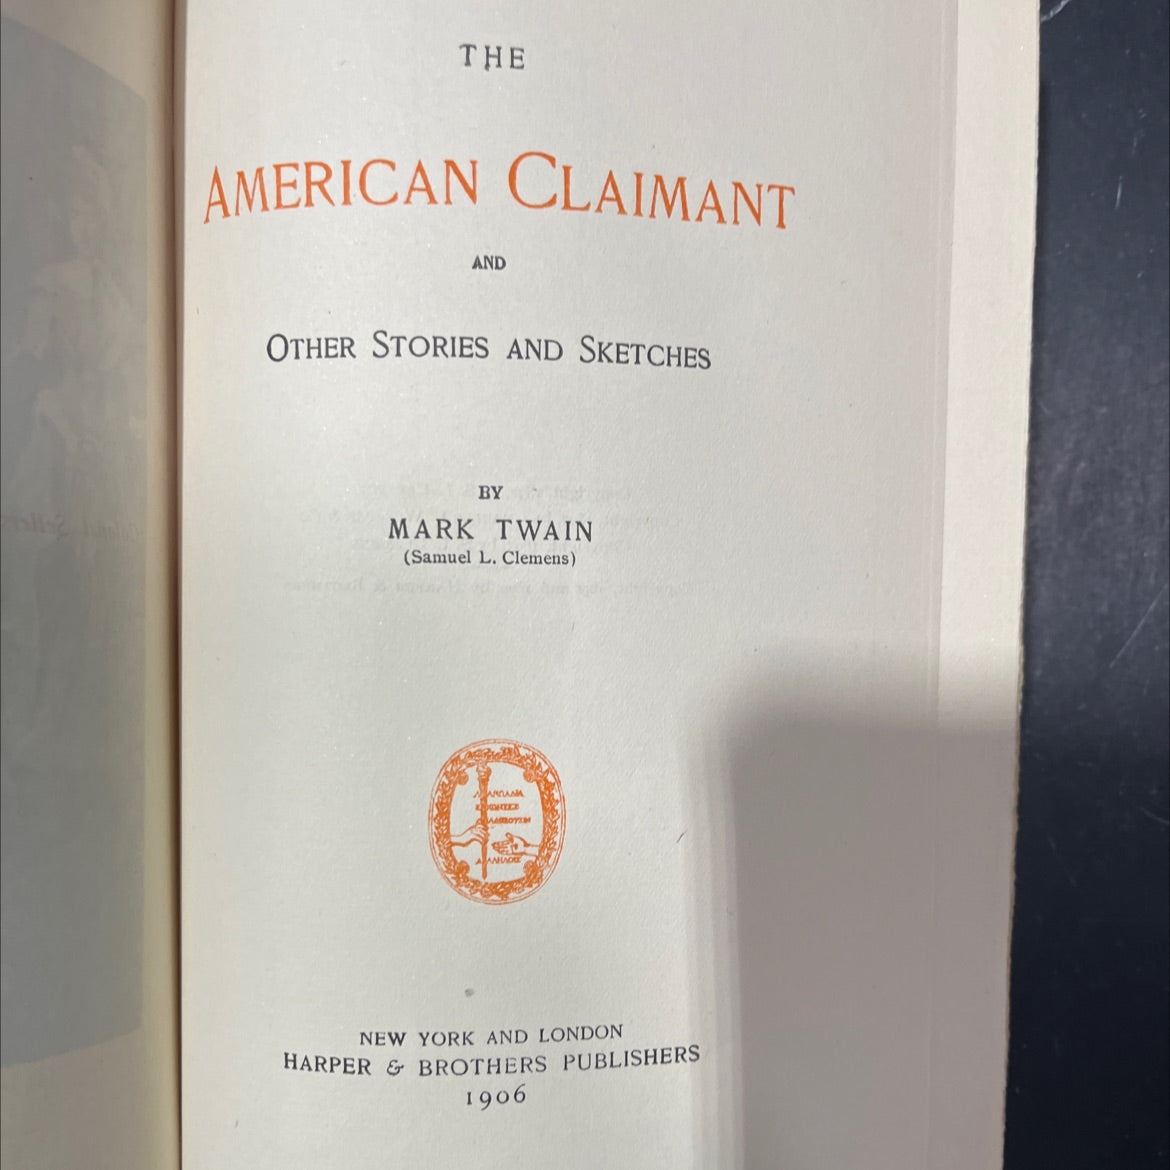 THE
AMERICAN CLAIMANT
AND
OTHER STORIES AND SKETCHES
BY
MARK TWAIN
(Samuel L. Clemens)
NEW YORK AND LONDON
HARPER & BROTHERS PUBLISHERS
1906